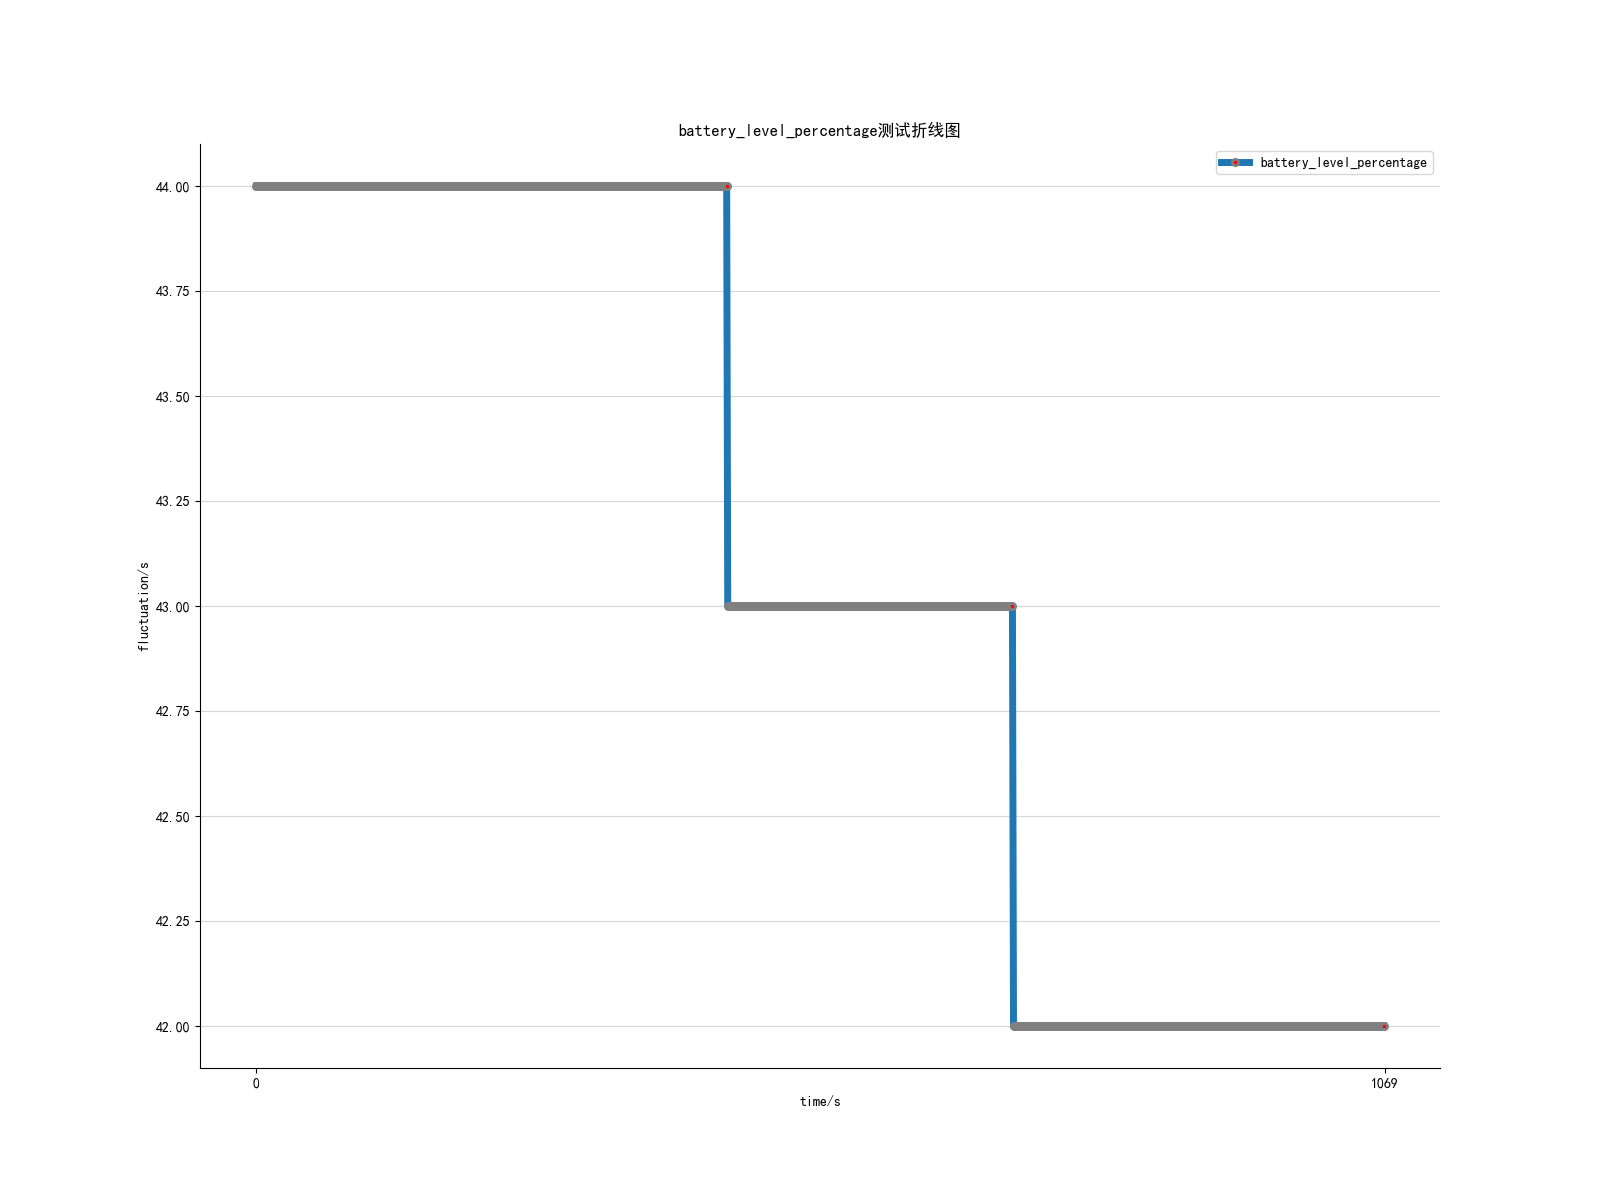 battery_level_percentage测试折线图
battery_level_percentage
44.00
43.75
43.50
43.25
43.00
42.75
42.50
42.25
42.00
fluctuation/s
0
1069
time/s